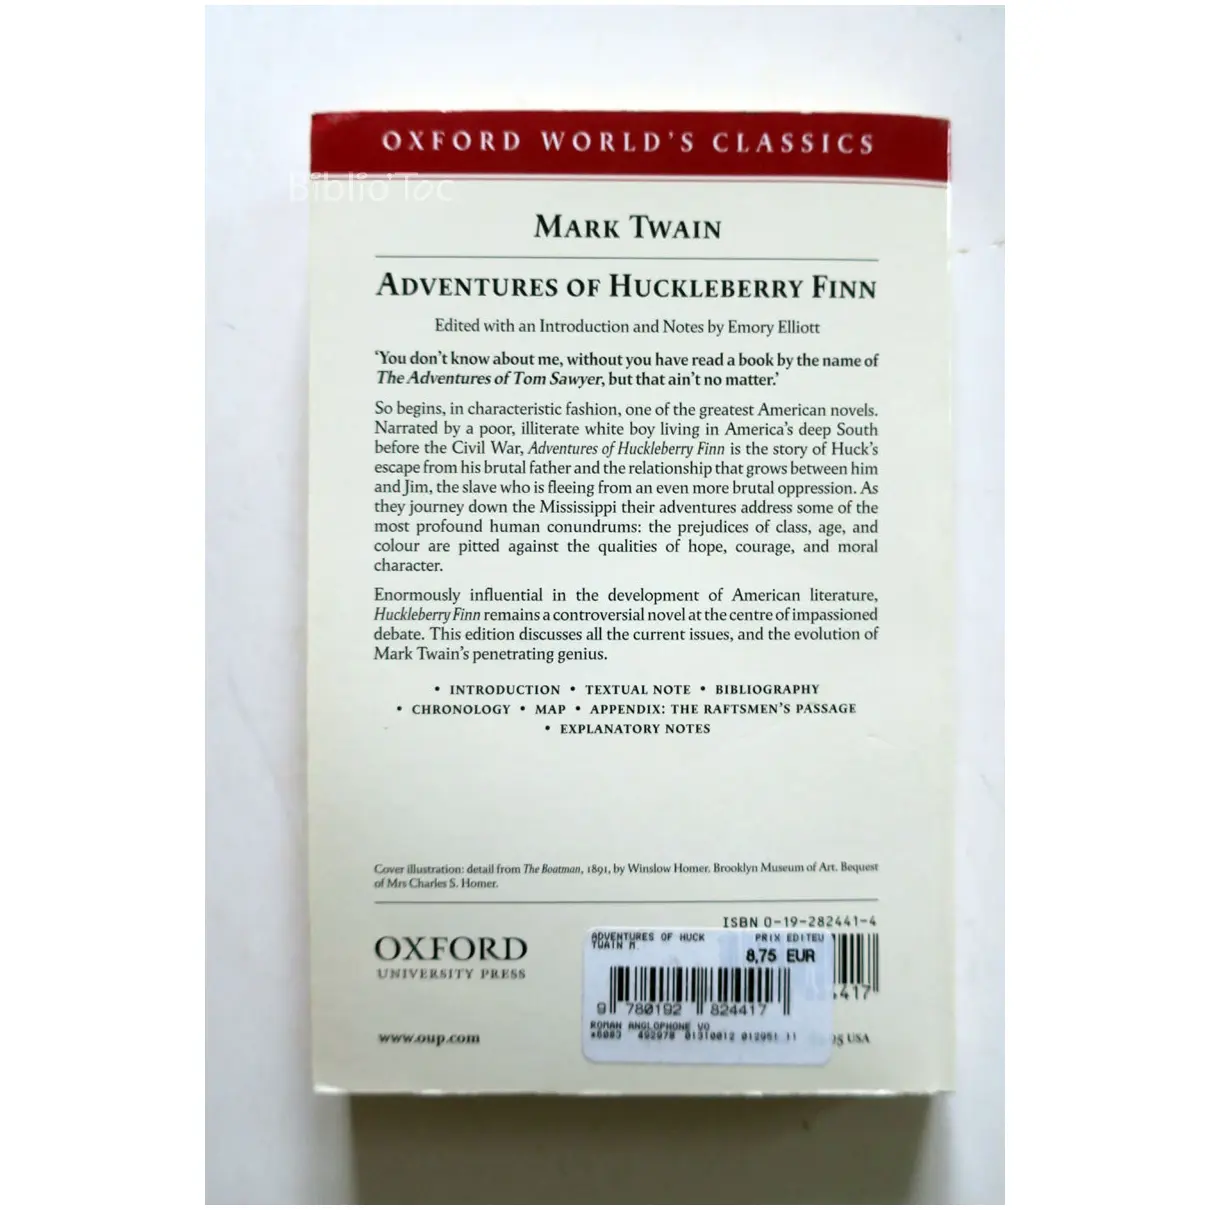 OXFORD WORLD'S CLASSICS
Biblio'Toc
MARK TWAIN
ADVENTURES OF HUCKLEBERRY FINN
Edited with an Introduction and Notes by Emory Elliott
'You don't know about me, without you have read a book by the name of
The Adventures of Tom Sawyer, but that ain't no matter.'
So begins, in characteristic fashion, one of the greatest American novels.
Narrated by a poor, illiterate white boy living in America's deep South
before the Civil War, Adventures of Huckleberry Finn is the story of Huck's
escape from his brutal father and the relationship that grows between him
and Jim, the slave who is fleeing from an even more brutal oppression. As
they journey down the Mississippi their adventures address some of the
most profound human conundrums: the prejudices of class, age, and
colour are pitted against the qualities of hope, courage, and moral
character.
Enormously influential in the development of American literature,
Huckleberry Finn remains a controversial novel at the centre of impassioned
debate. This edition discusses all the current issues, and the evolution of
Mark Twain's penetrating genius.
• INTRODUCTION • TEXTUAL NOTE • BIBLIOGRAPHY
• CHRONOLOGY • MAP • APPENDIX: THE RAFTSMEN'S PASSAGE
• EXPLANATORY NOTES
Cover illustration: detail from The Boatman, 1891, by Winslow Homer. Brooklyn Museum of Art. Bequest
of Mrs Charles S. Homer.
ISBN 0-19-282441-4
OXFORD
UNIVERSITY PRESS
ADVENTURES OF HUCK PRIX EDITEU
TWAIN M. 8,75 EUR
9 780192 824417
417
ROMAN ANGLOPHONE VO
492978 01310012
www.oup.com
95 USA